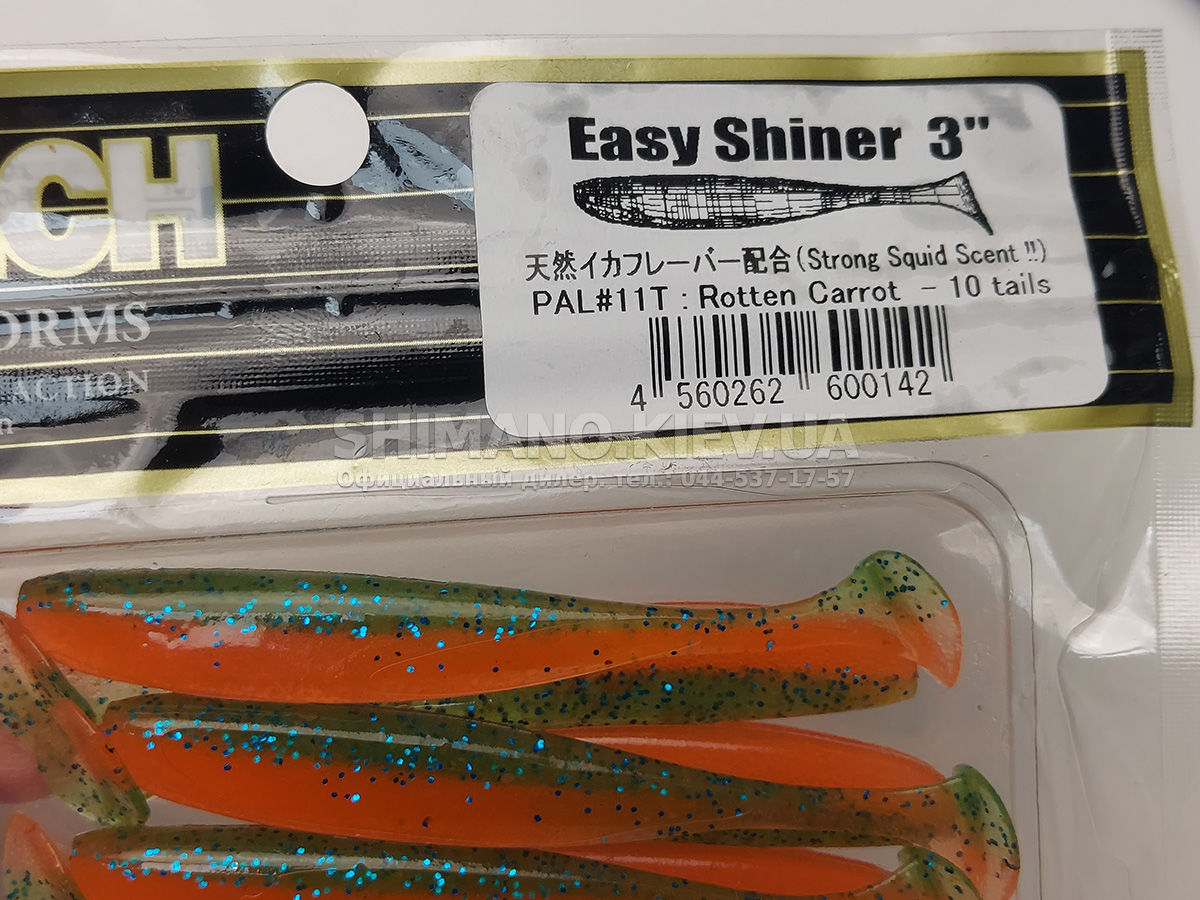 Easy Shiner 3"
天然イカフレーバー配合(Strong Squid Scent !!)
PAL#11T : Rotten Carrot - 10 tails
4 560262 600142
CH
ORMS
ACTION
SHIMANO.KIEV.UA
Официальный дилер. тел.: 044-537-17-57